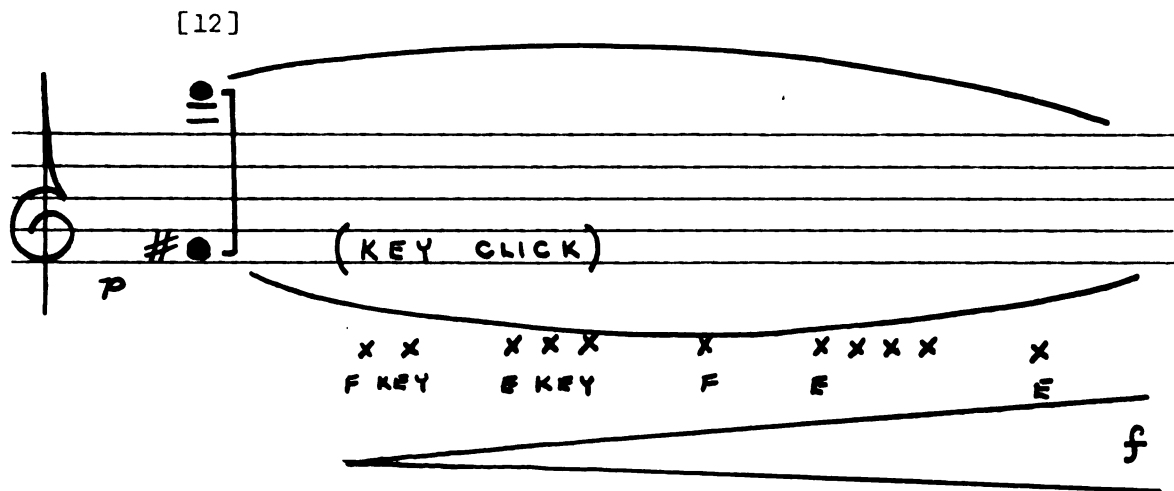 [12]
(KEY CLICK)
p
x x x x x x x x x x x
F KEY E KEY F E E
f